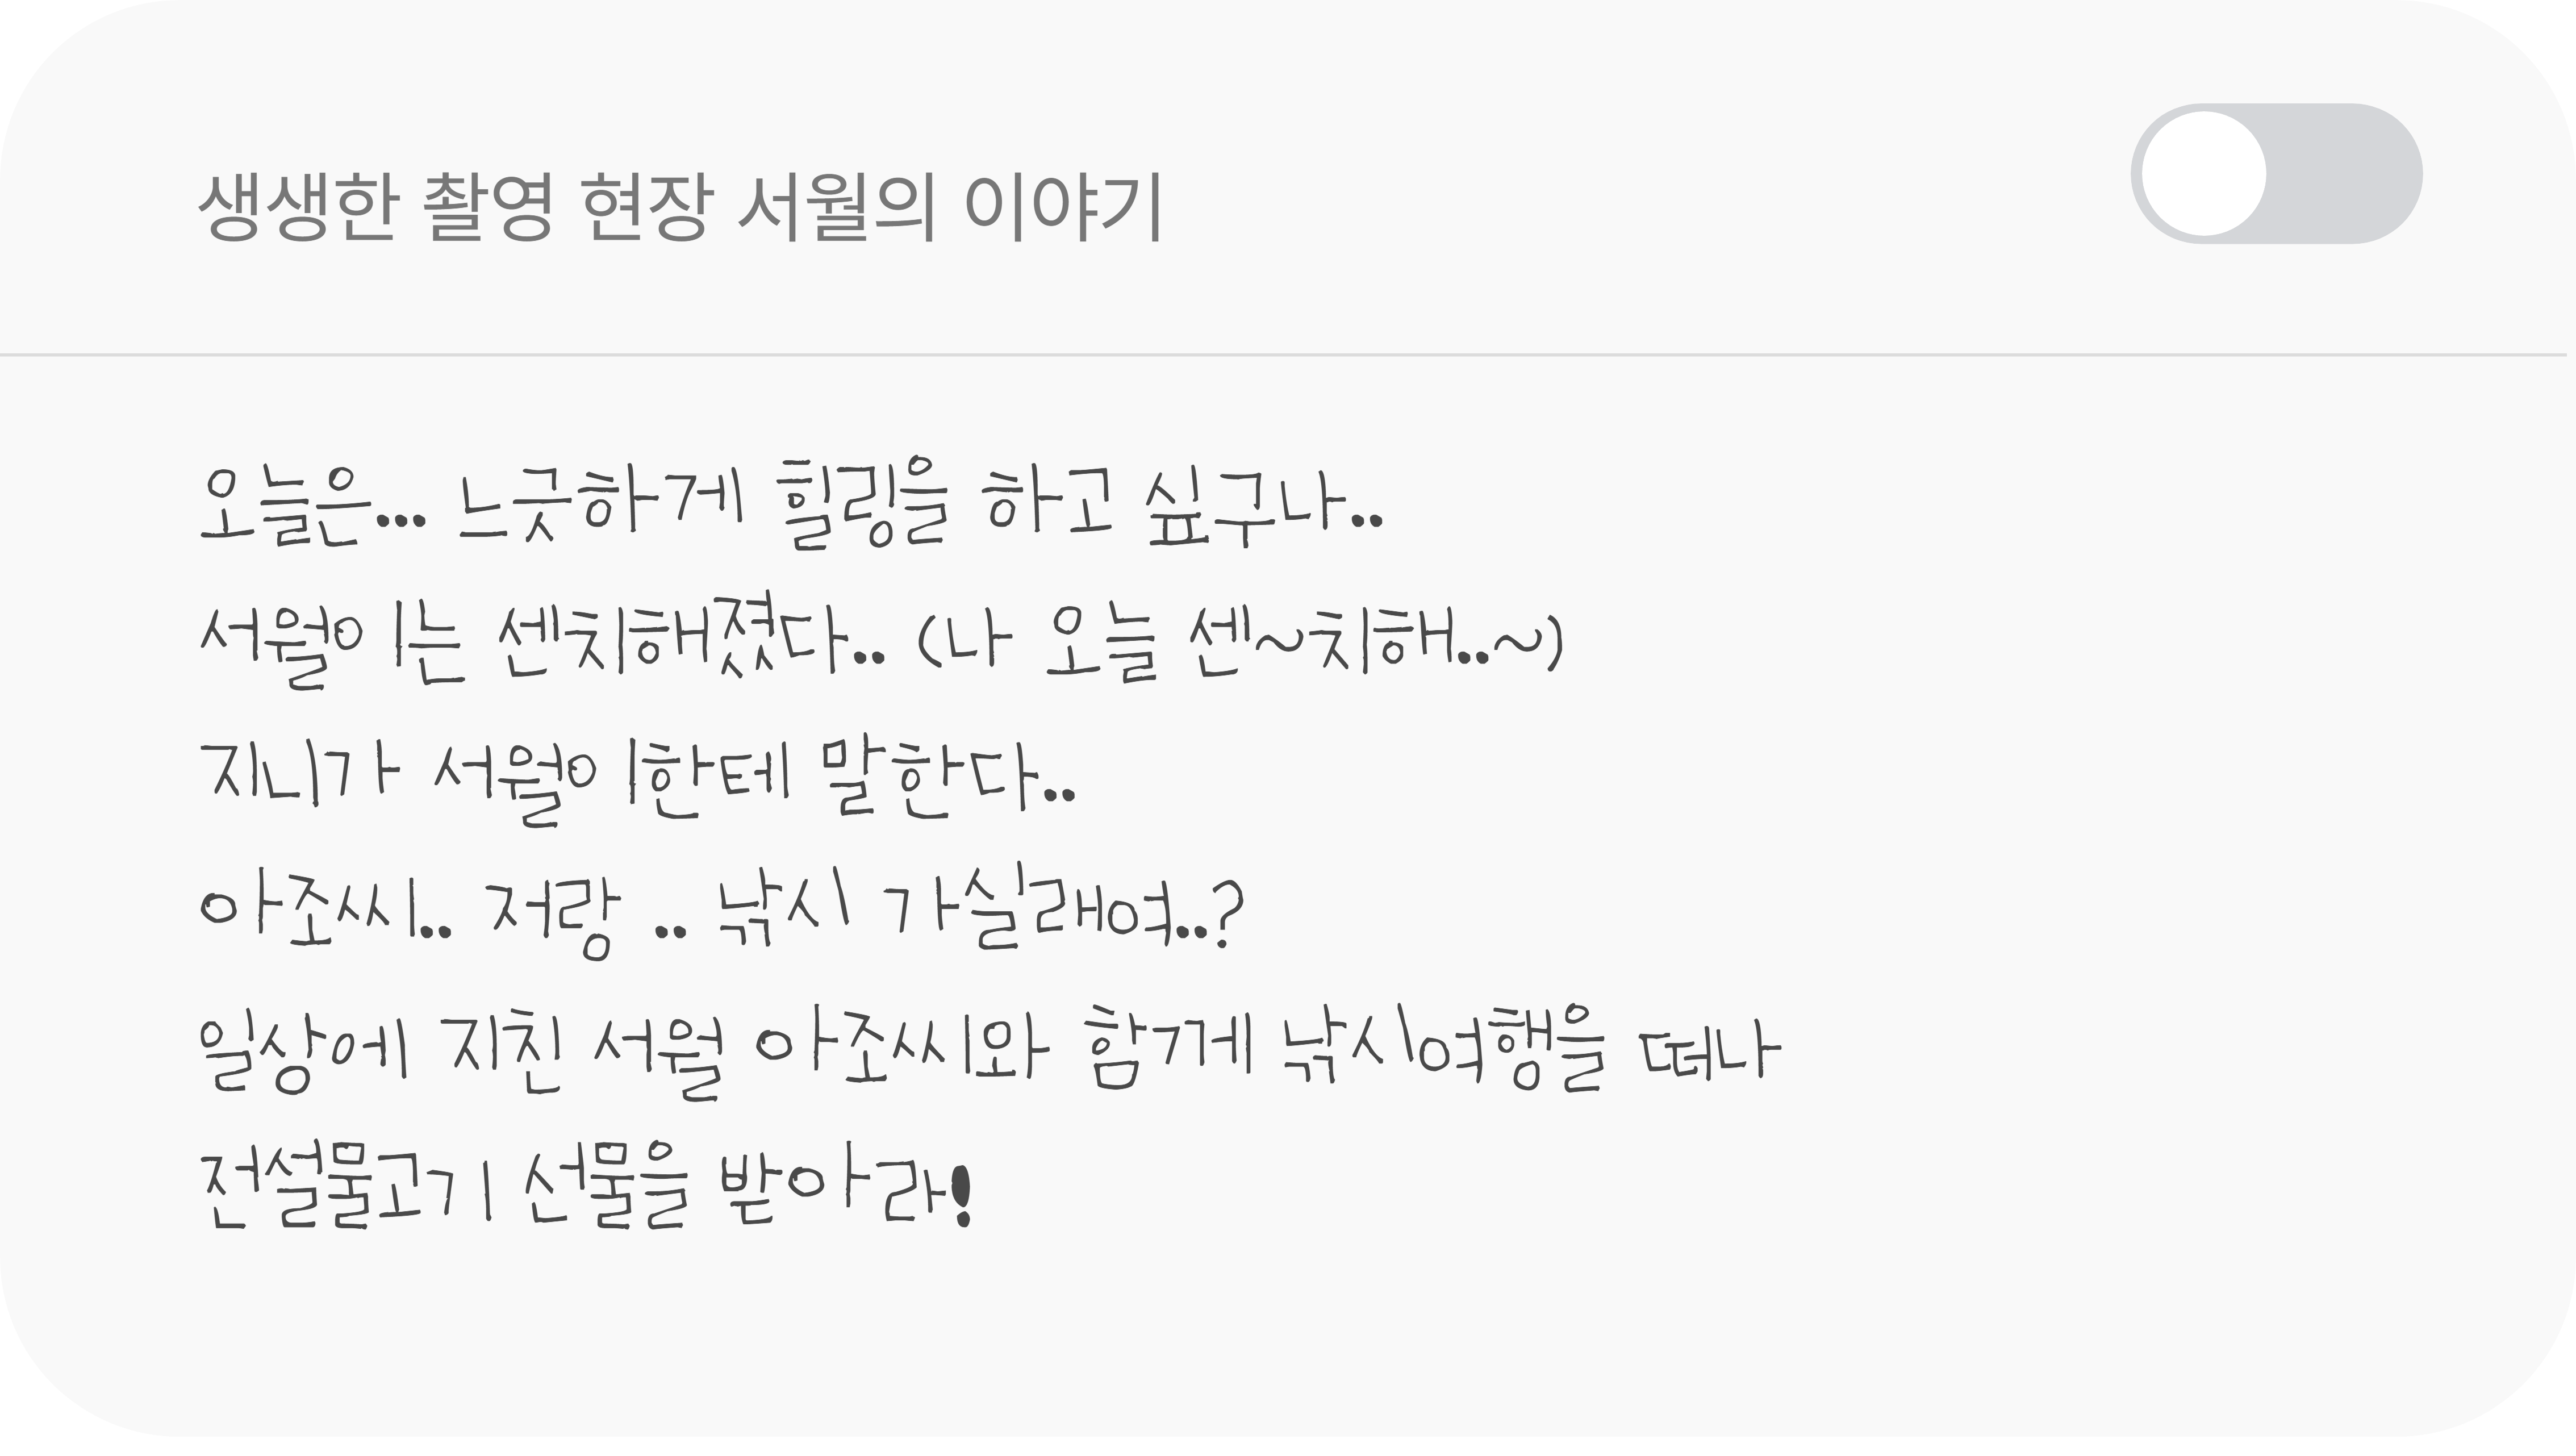 생생한 촬영 현장 서월의 이야기
오늘은... 느긋하게 힐링을 하고 싶구나..
서월이는 센치해졌다.. (나 오늘 센~치해..~)
지니가 서월이한테 말한다..
아조씨.. 저랑 .. 낚시 가실래여..?
일상에 지친 서월 아조씨와 함게 낚시여행을 떠나
전설물고기 선물을 받아라!